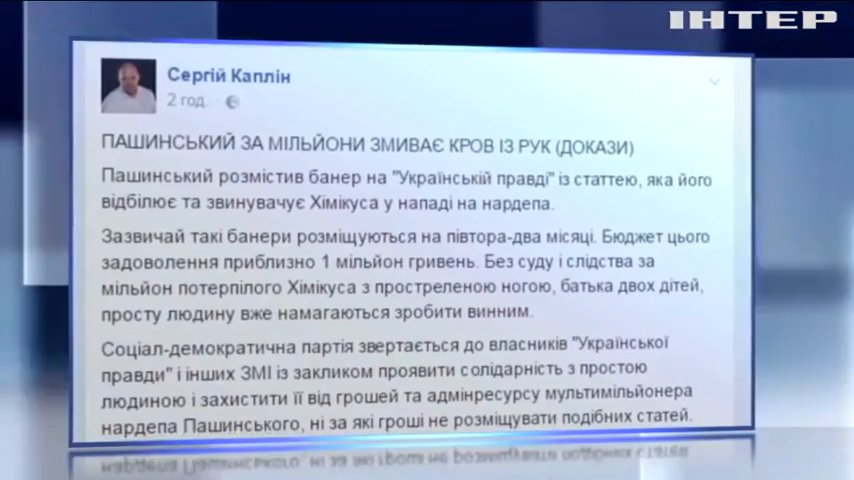 ІНТЕР
Сергій Каплін
2 год.
ПАШИНСЬКИЙ ЗА МІЛЬЙОНИ ЗМИВАЄ КРОВ ІЗ РУК (ДОКАЗИ)
Пашинський розмістив банер на "Українській правді" із статтею, яка його
відбілює та звинувачує Хімікуса у нападі на нардепа.
Зазвичай такі банери розміщуються на півтора-два місяці. Бюджет цього
задоволення приблизно 1 мільйон гривень. Без суду і слідства за
мільйон потерпілого Хімікуса з простреленою ногою, батька двох дітей,
просту людину вже намагаються зробити винним.
Соціал-демократична партія звертається до власників "Української
правди" і інших ЗМІ із закликом проявити солідарність з простою
людиною і захистити її від грошей та адмінресурсу мультимільйонера
нардепа Пашинського, ні за які гроші не розміщувати подібних статей.